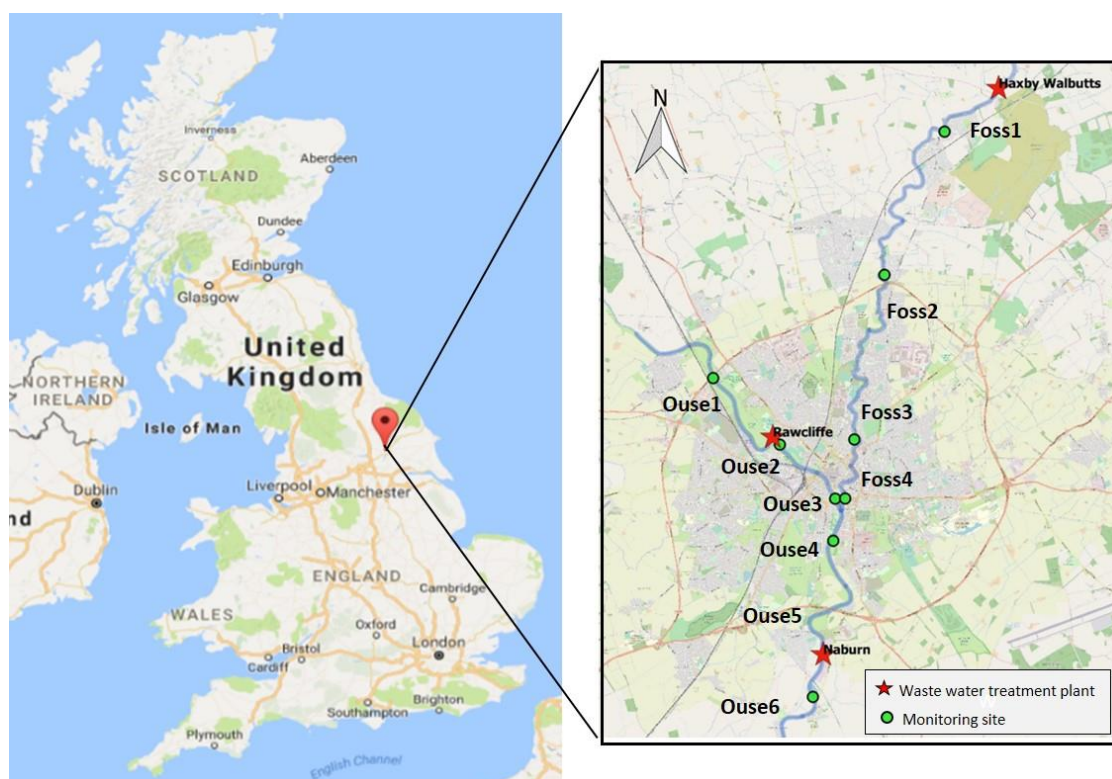 Inverness
Aberdeen
SCOTLAND
Dundee
Edinburgh
Glasgow
United
Kingdom
NORTHERN
IRELAND
Isle of Man
Dublin
nd
Liverpool
Manchester
ENGLAND
Cambridge
WALES
Oxford
London
Cardiff
Bristol
Brighton
Southampton
Plymouth
English Channel
N
Haxby Walbutts
Foss1
Foss2
Ouse1
Foss3
Rawcliffe
Ouse2
Foss4
Ouse3
Ouse4
Ouse5
Naburn
Ouse6
Waste water treatment plant
Monitoring site